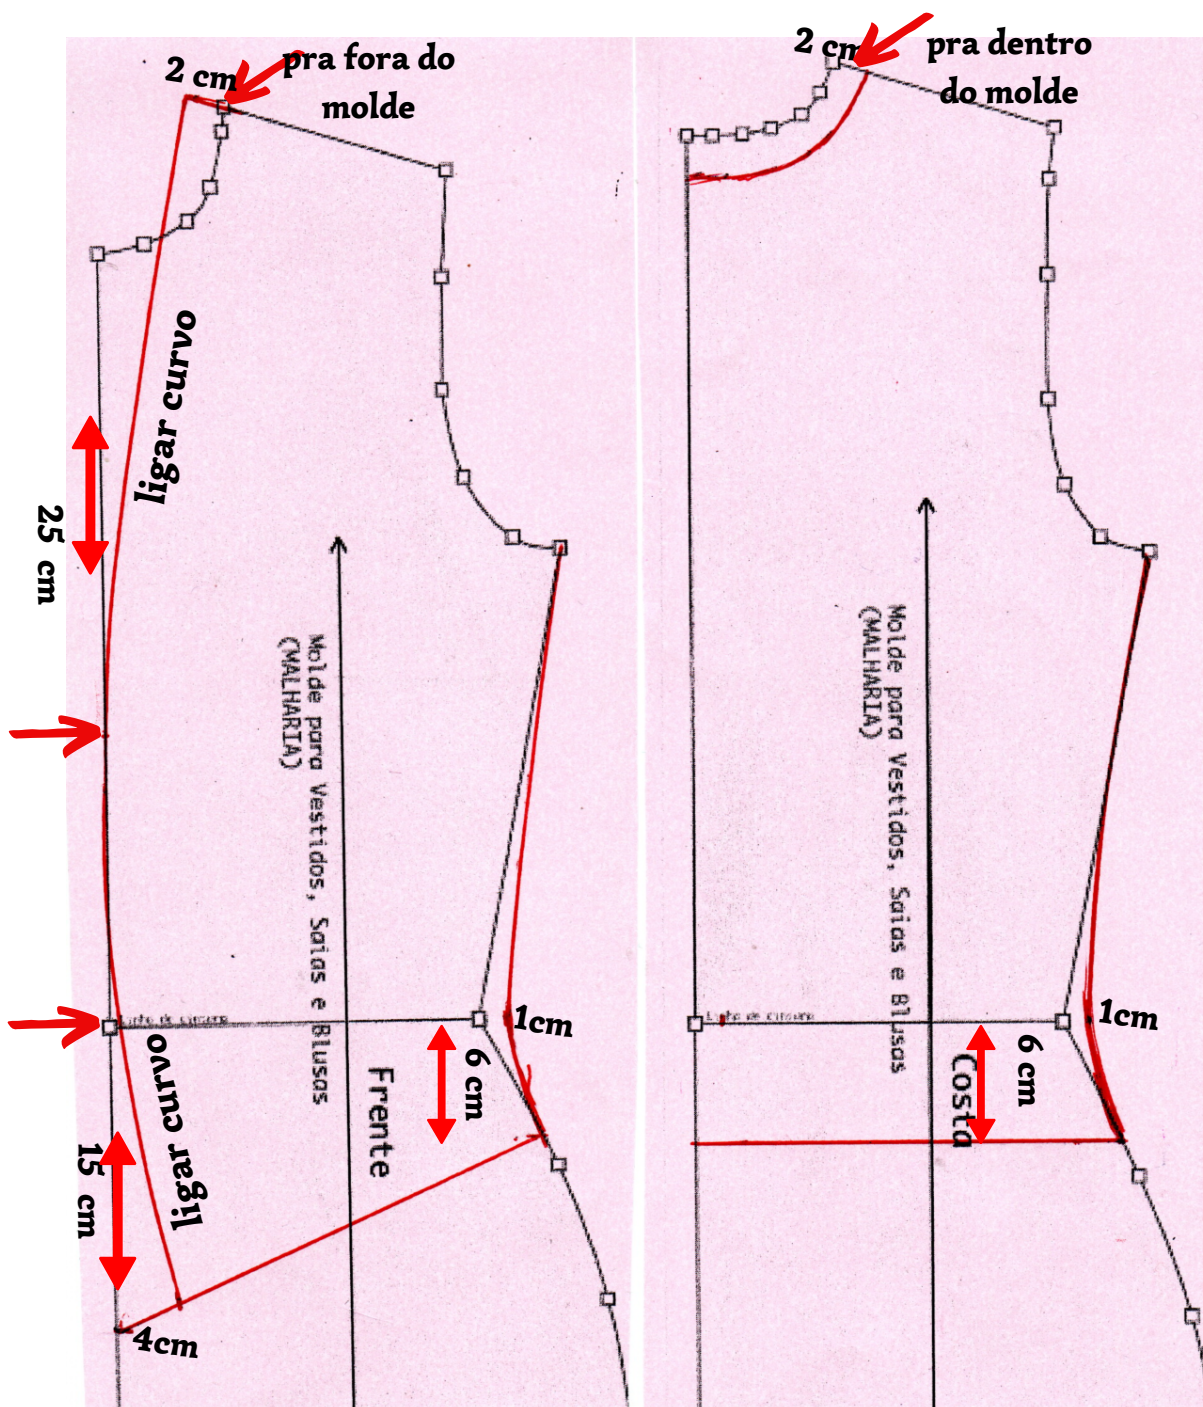 2 cm
pra fora do
molde
2 cm
pra dentro
do molde
ligar curvo
25 cm
Molde para Vestidos, Saias e Blusas
(MALHARIA)
Molde para Vestidos, Saias e Blusas
(MALHARIA)
1cm
1cm
6 cm
6 cm
Frente
Costa
ligar curvo
15 cm
4cm